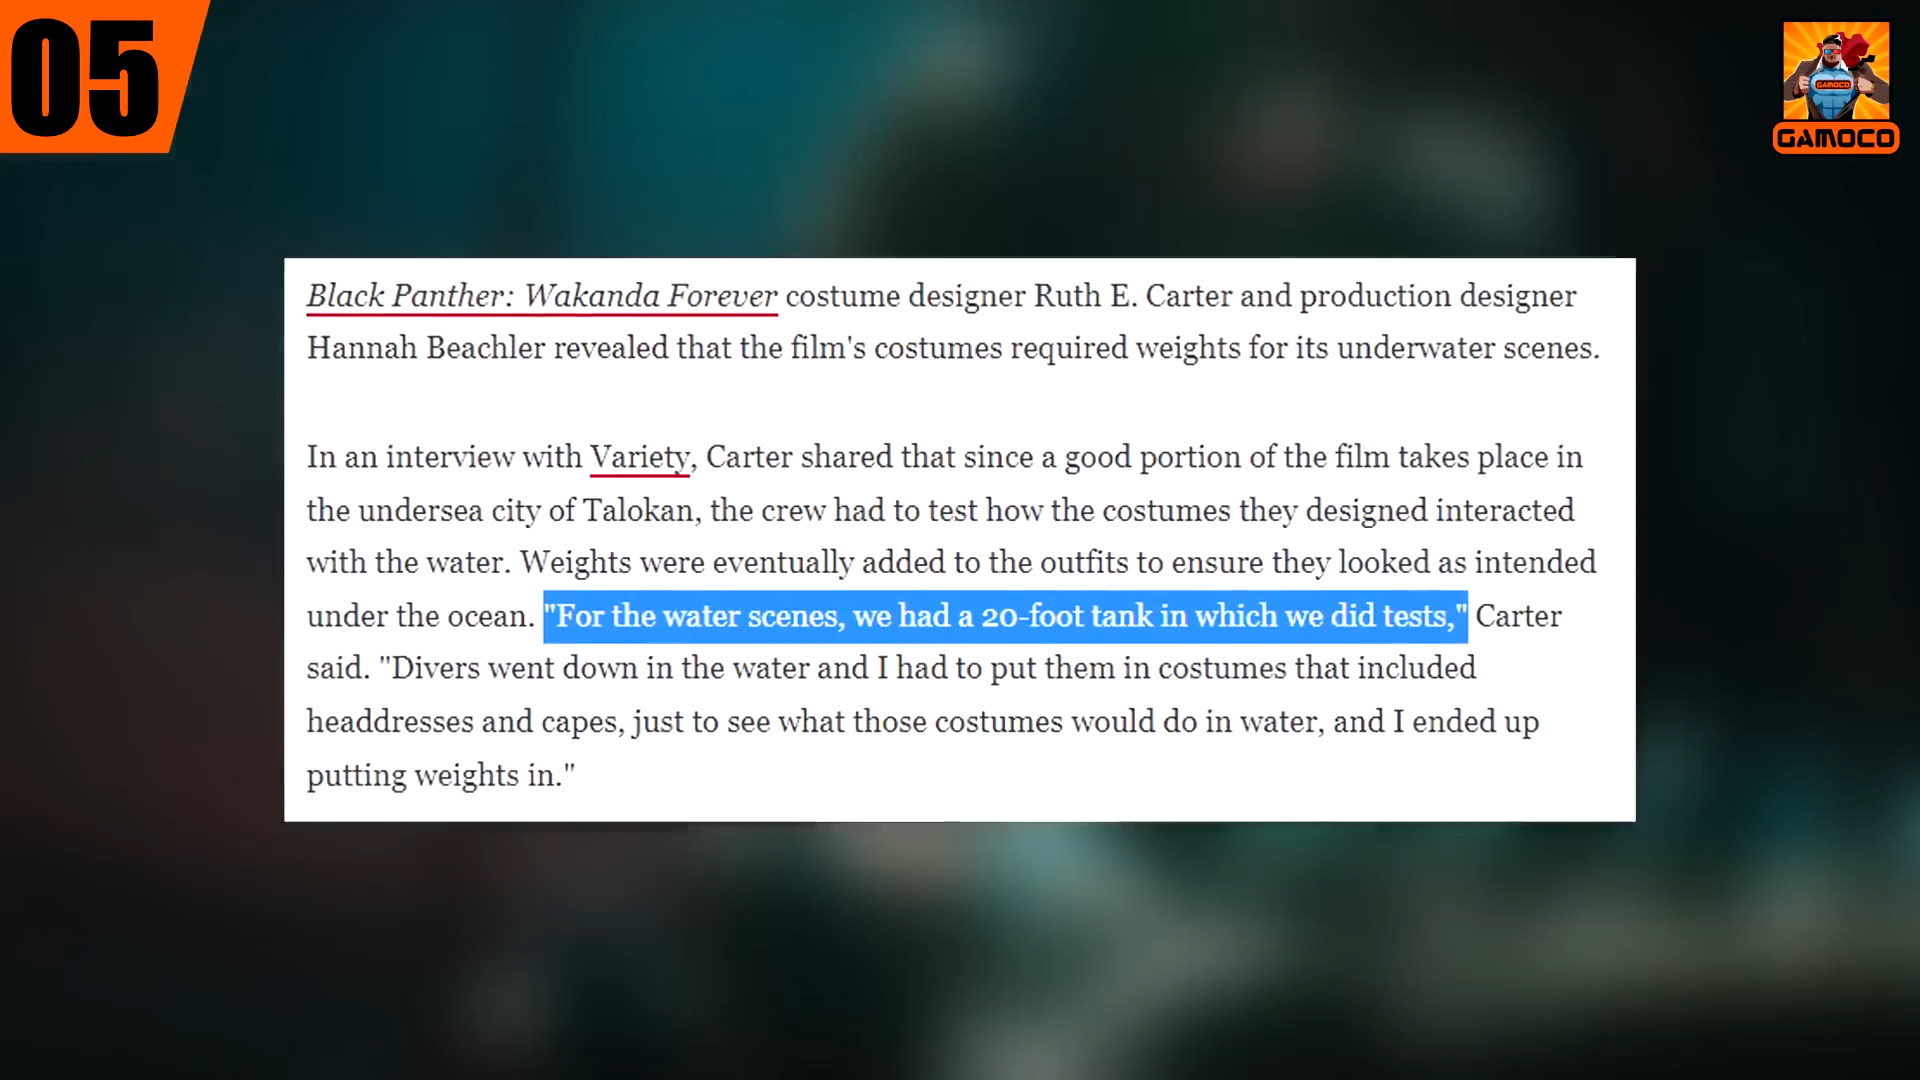 05
GAMOCO
GAMOCO
Black Panther: Wakanda Forever costume designer Ruth E. Carter and production designer
Hannah Beachler revealed that the film's costumes required weights for its underwater scenes.
In an interview with Variety, Carter shared that since a good portion of the film takes place in
the undersea city of Talokan, the crew had to test how the costumes they designed interacted
with the water. Weights were eventually added to the outfits to ensure they looked as intended
under the ocean. "For the water scenes, we had a 20-foot tank in which we did tests," Carter
said. "Divers went down in the water and I had to put them in costumes that included
headdresses and capes, just to see what those costumes would do in water, and I ended up
putting weights in."